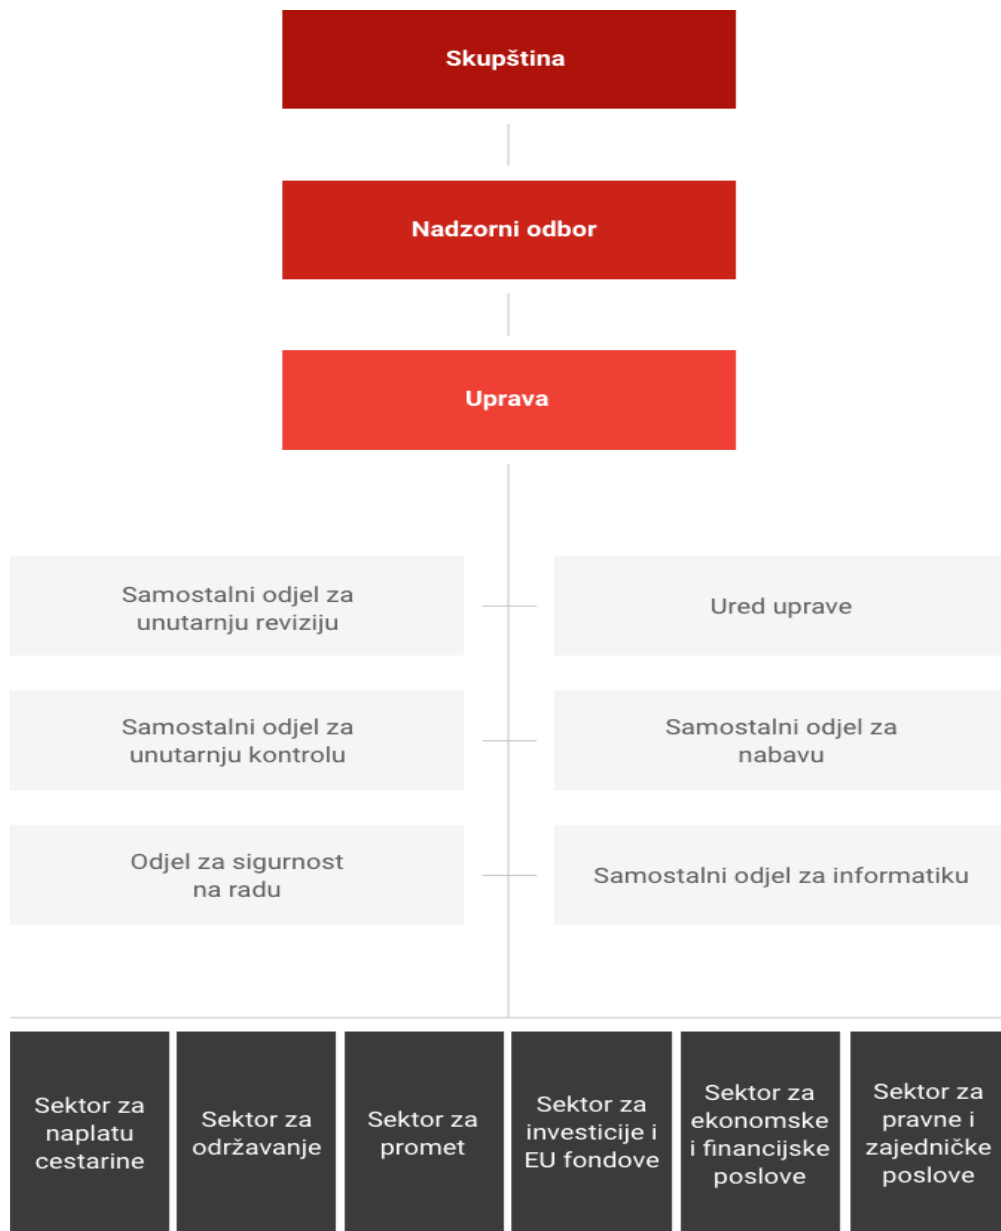 Skupština
Nadzorni odbor
Uprava
Samostalni odjel za
unutarnju reviziju
Ured uprave
Samostalni odjel za
unutarnju kontrolu
Samostalni odjel za
nabavu
Odjel za sigurnost
na radu
Samostalni odjel za informatiku
Sektor za
naplatu
cestarine
Sektor za
održavanje
Sektor za
promet
Sektor za
investicije i
EU fondove
Sektor za
ekonomske
i financijske
poslove
Sektor za
pravne i
zajedničke
poslove